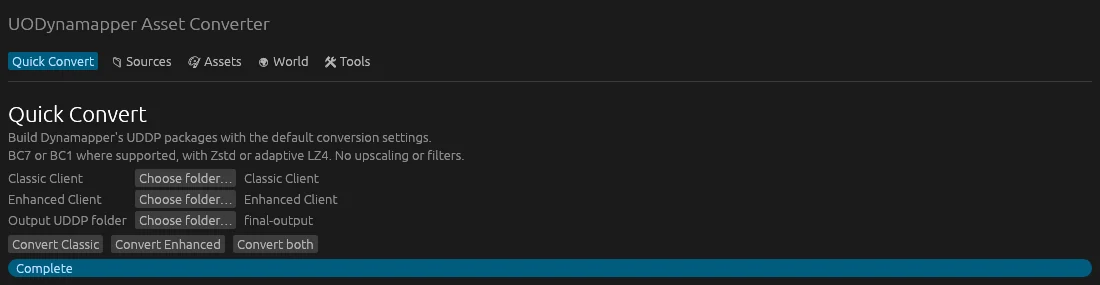 UODynamapper Asset Converter
Quick Convert Sources Assets World Tools
Quick Convert
Build Dynamapper's UDDP packages with the default conversion settings.
BC7 or BC1 where supported, with Zstd or adaptive LZ4. No upscaling or filters.
Classic Client Choose folder... Classic Client
Enhanced Client Choose folder... Enhanced Client
Output UDDP folder Choose folder... final-output
Convert Classic Convert Enhanced Convert both
Complete